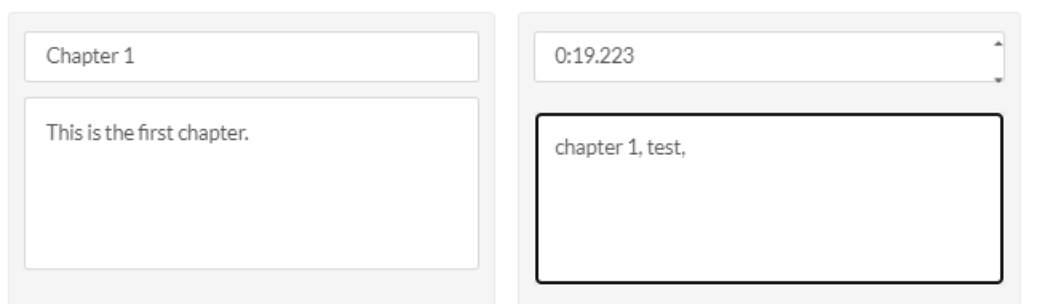 Chapter 1
This is the first chapter.
0:19.223
chapter 1, test,